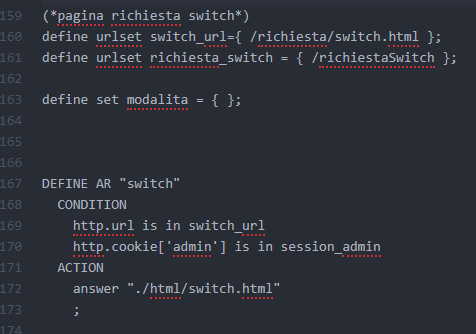 159 (*pagina richiesta switch*)
160 define urlset switch_url={ /richiesta/switch.html };
161 define urlset richiesta_switch = { /richiestaSwitch };
162
163 define set modalita = { };
164
165
166
167 DEFINE AR "switch"
168 CONDITION
169 http.url is in switch_url
170 http.cookie['admin'] is in session_admin
171 ACTION
172 answer "./html/switch.html"
173 ;
174